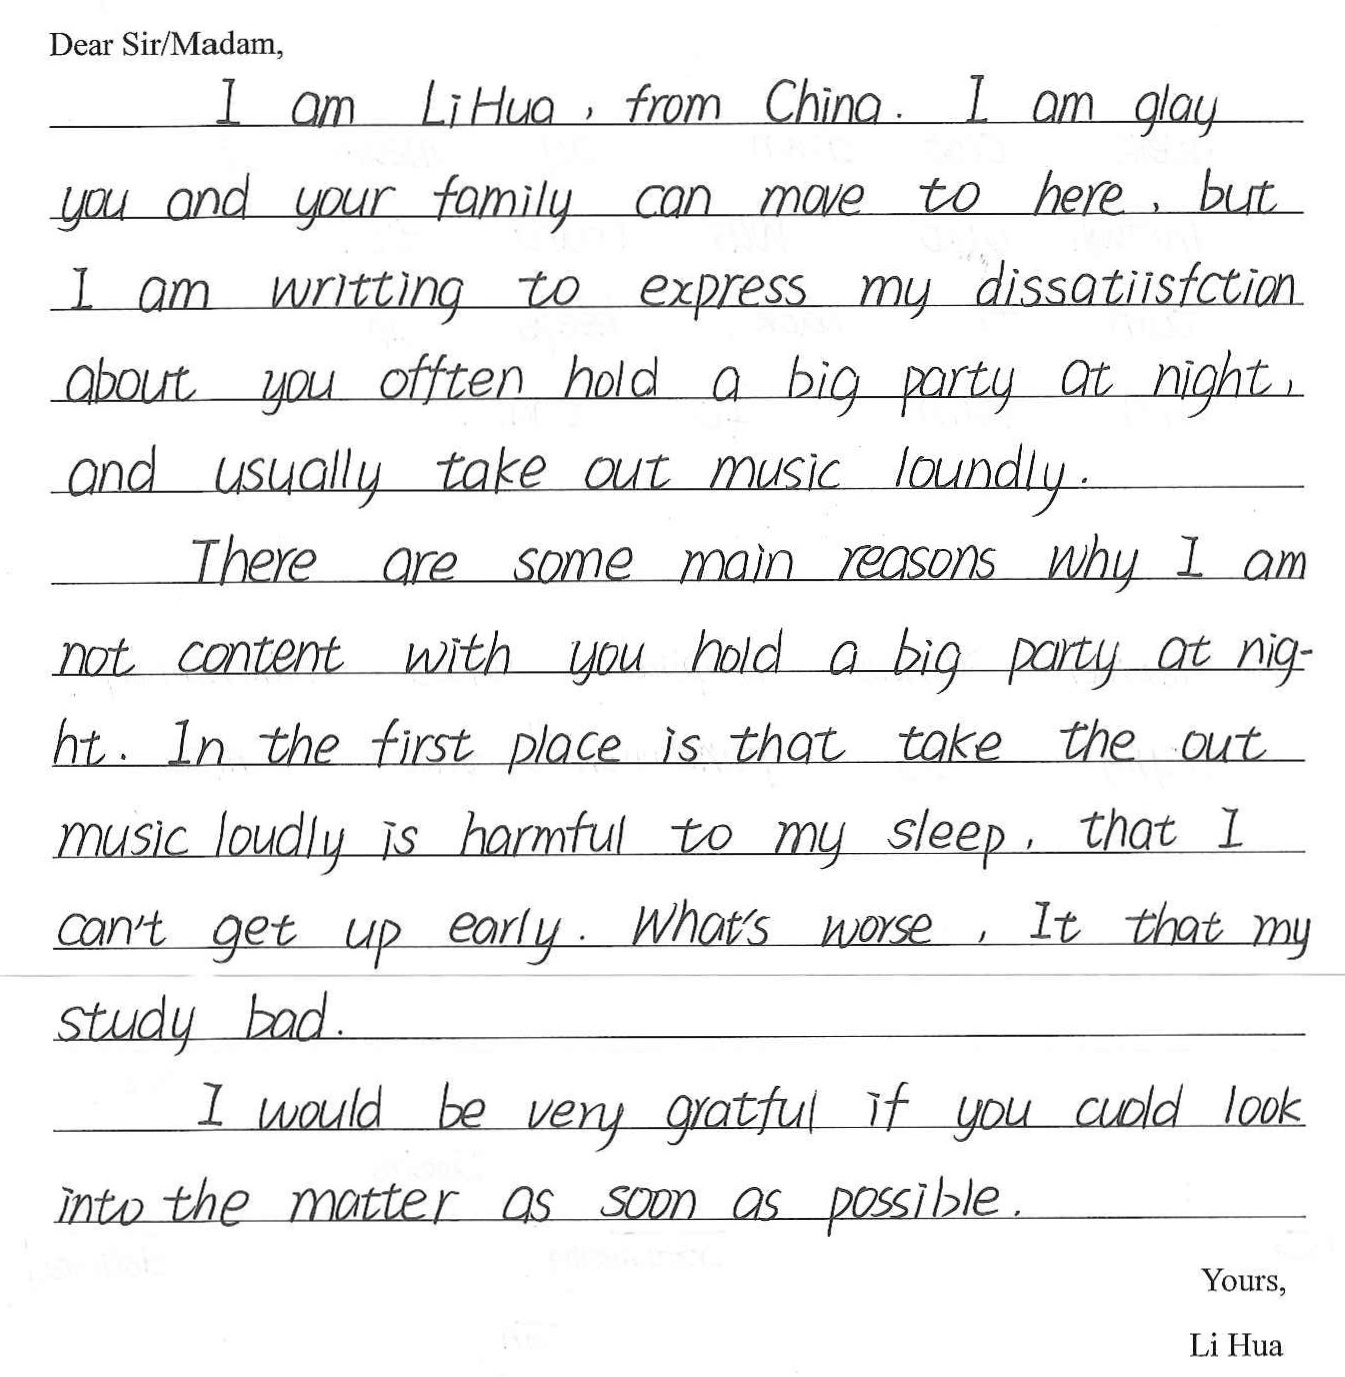 Dear Sir/Madam,
I am Li Hua, from China. I am glay
you and your family can move to here, but
I am writting to express my dissatiisfction
about you offten hold a big party at night,
and usually take out music loundly.
There are some main reasons why I am
not content with you hold a big party at nig-
ht. In the first place is that take the out
music loudly is harmful to my sleep, that I
can't get up early. What's worse, It that my
study bad.
I would be very gratful if you cuold look
into the matter as soon as possible.
Yours,
Li Hua